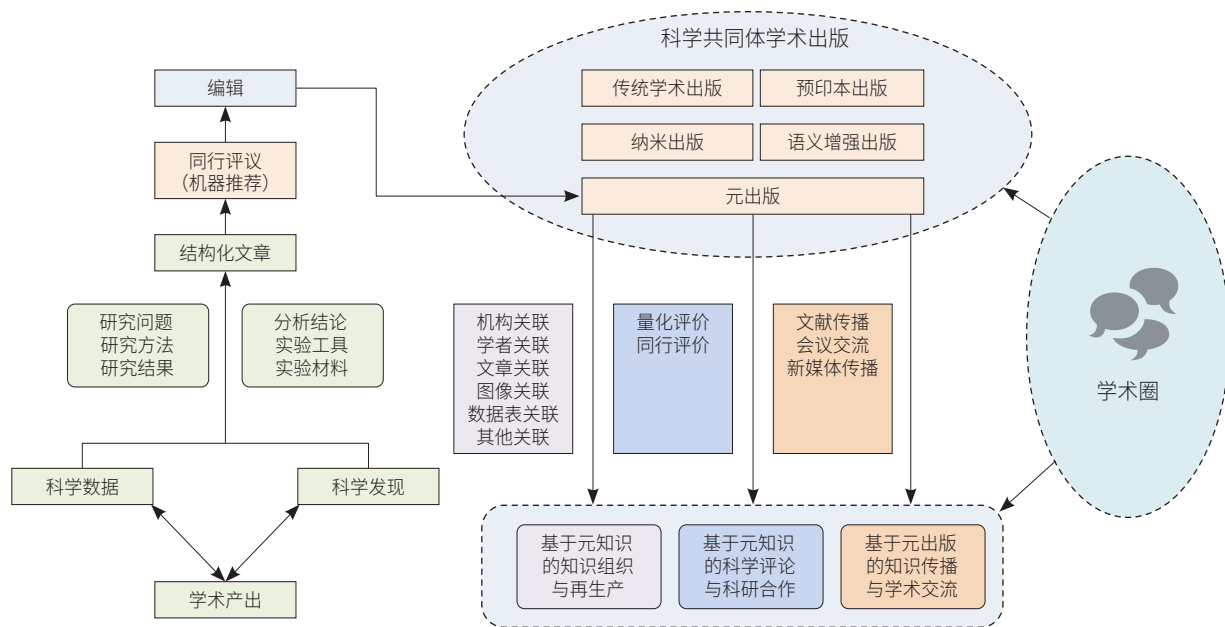 科学共同体学术出版
传统学术出版
预印本出版
纳米出版
语义增强出版
元出版
编辑
同行评议
（机器推荐）
结构化文章
研究问题
研究方法
研究结果
分析结论
实验工具
实验材料
科学数据
科学发现
学术产出
机构关联
学者关联
文章关联
图像关联
数据表关联
其他关联
量化评价
同行评价
文献传播
会议交流
新媒体传播
学术圈
基于元知识
的知识组织
与再生产
基于元知识
的科学评论
与科研合作
基于元出版
的知识传播
与学术交流